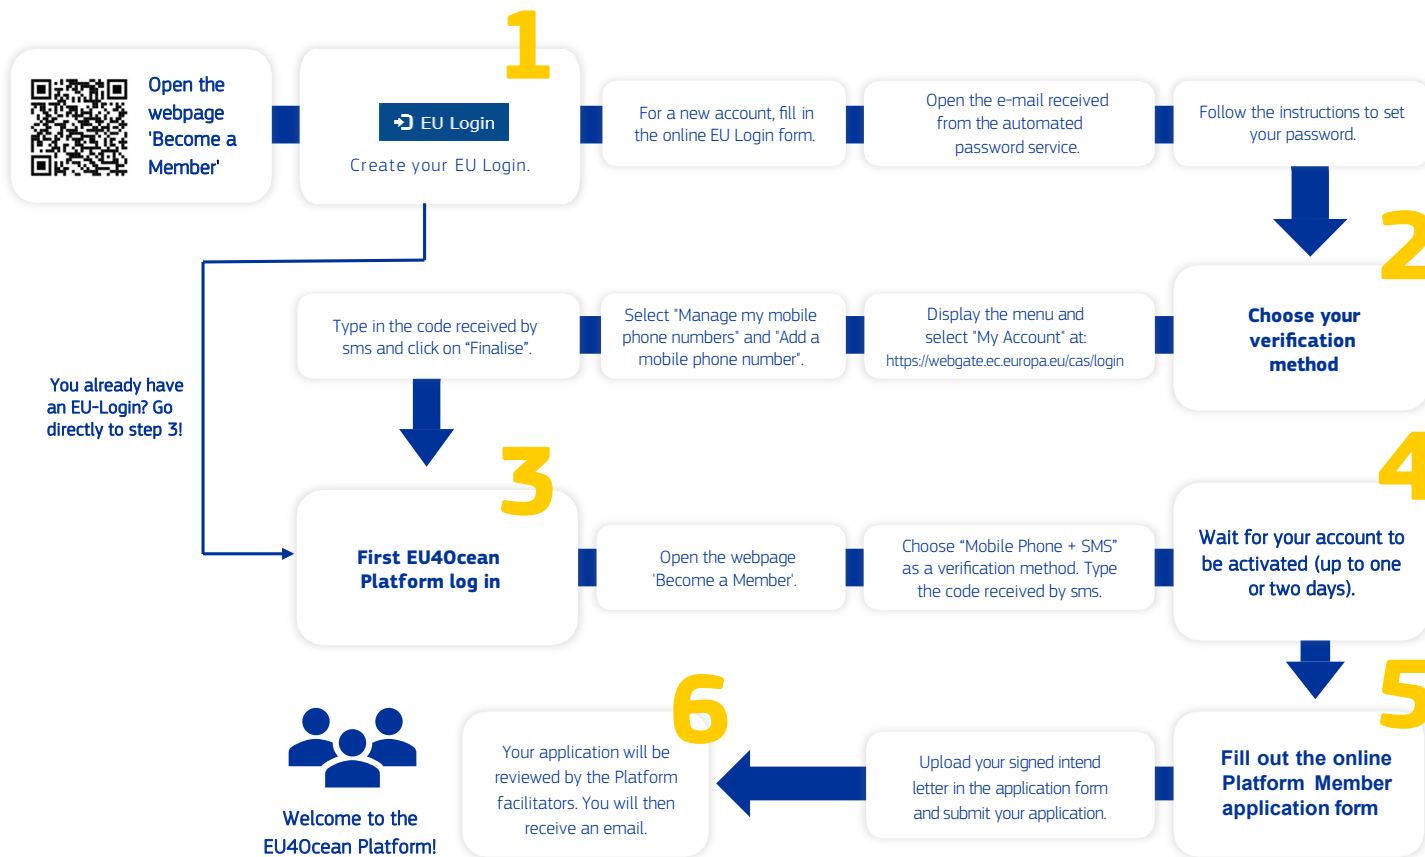 1
Open the
webpage
'Become a
Member'
EU Login
Create your EU Login.
For a new account, fill in
the online EU Login form.
Open the e-mail received
from the automated
password service.
Follow the instructions to set
your password.
2
Choose your
verification
method
Display the menu and
select "My Account" at:
https://webgate.ec.europa.eu/cas/login
Select "Manage my mobile
phone numbers" and "Add a
mobile phone number".
Type in the code received by
sms and click on “Finalise”.
You already have
an EU-Login? Go
directly to step 3!
3
First EU4Ocean
Platform log in
Open the webpage
'Become a Member'.
Choose “Mobile Phone + SMS”
as a verification method. Type
the code received by sms.
4
Wait for your account to
be activated (up to one
or two days).
5
Fill out the online
Platform Member
application form
Upload your signed intend
letter in the application form
and submit your application.
6
Your application will be
reviewed by the Platform
facilitators. You will then
receive an email.
Welcome to the
EU4Ocean Platform!